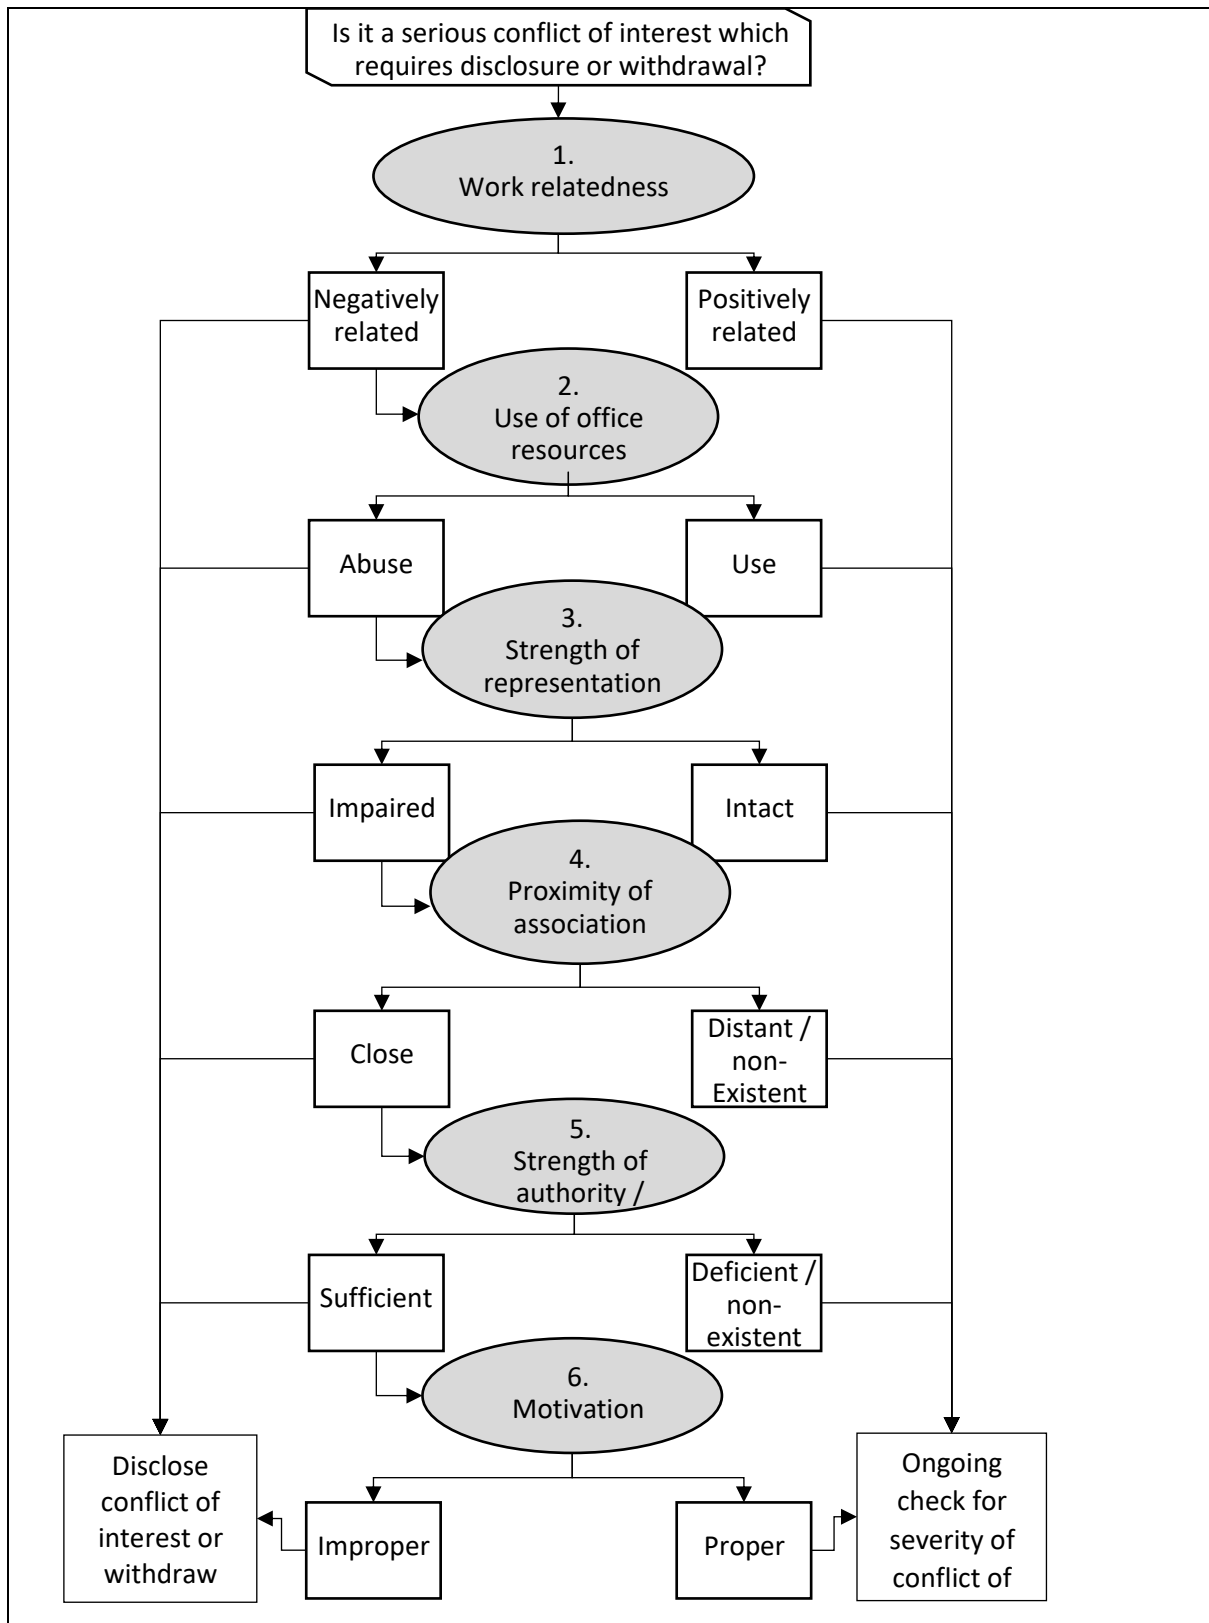 Is it a serious conflict of interest which
requires disclosure or withdrawal?
1.
Work relatedness
Negatively
related
Positively
related
2.
Use of office
resources
Abuse
Use
3.
Strength of
representation
Impaired
Intact
4.
Proximity of
association
Close
Distant /
non-
Existent
5.
Strength of
authority /
Sufficient
Deficient /
non-
existent
6.
Motivation
Disclose
conflict of
interest or
withdraw
Improper
Proper
Ongoing
check for
severity of
conflict of